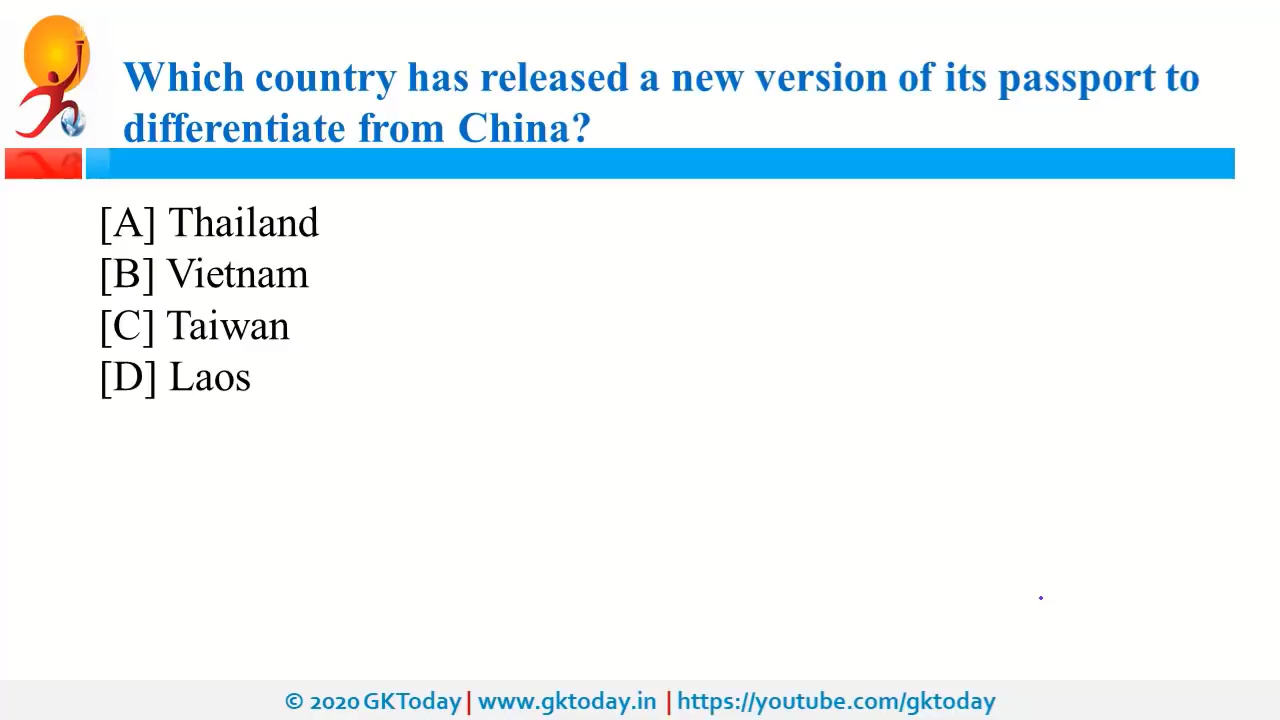 Which country has released a new version of its passport to
differentiate from China?
[A] Thailand
[B] Vietnam
[C] Taiwan
[D] Laos
© 2020 GKToday | www.gktoday.in | https://youtube.com/gktoday